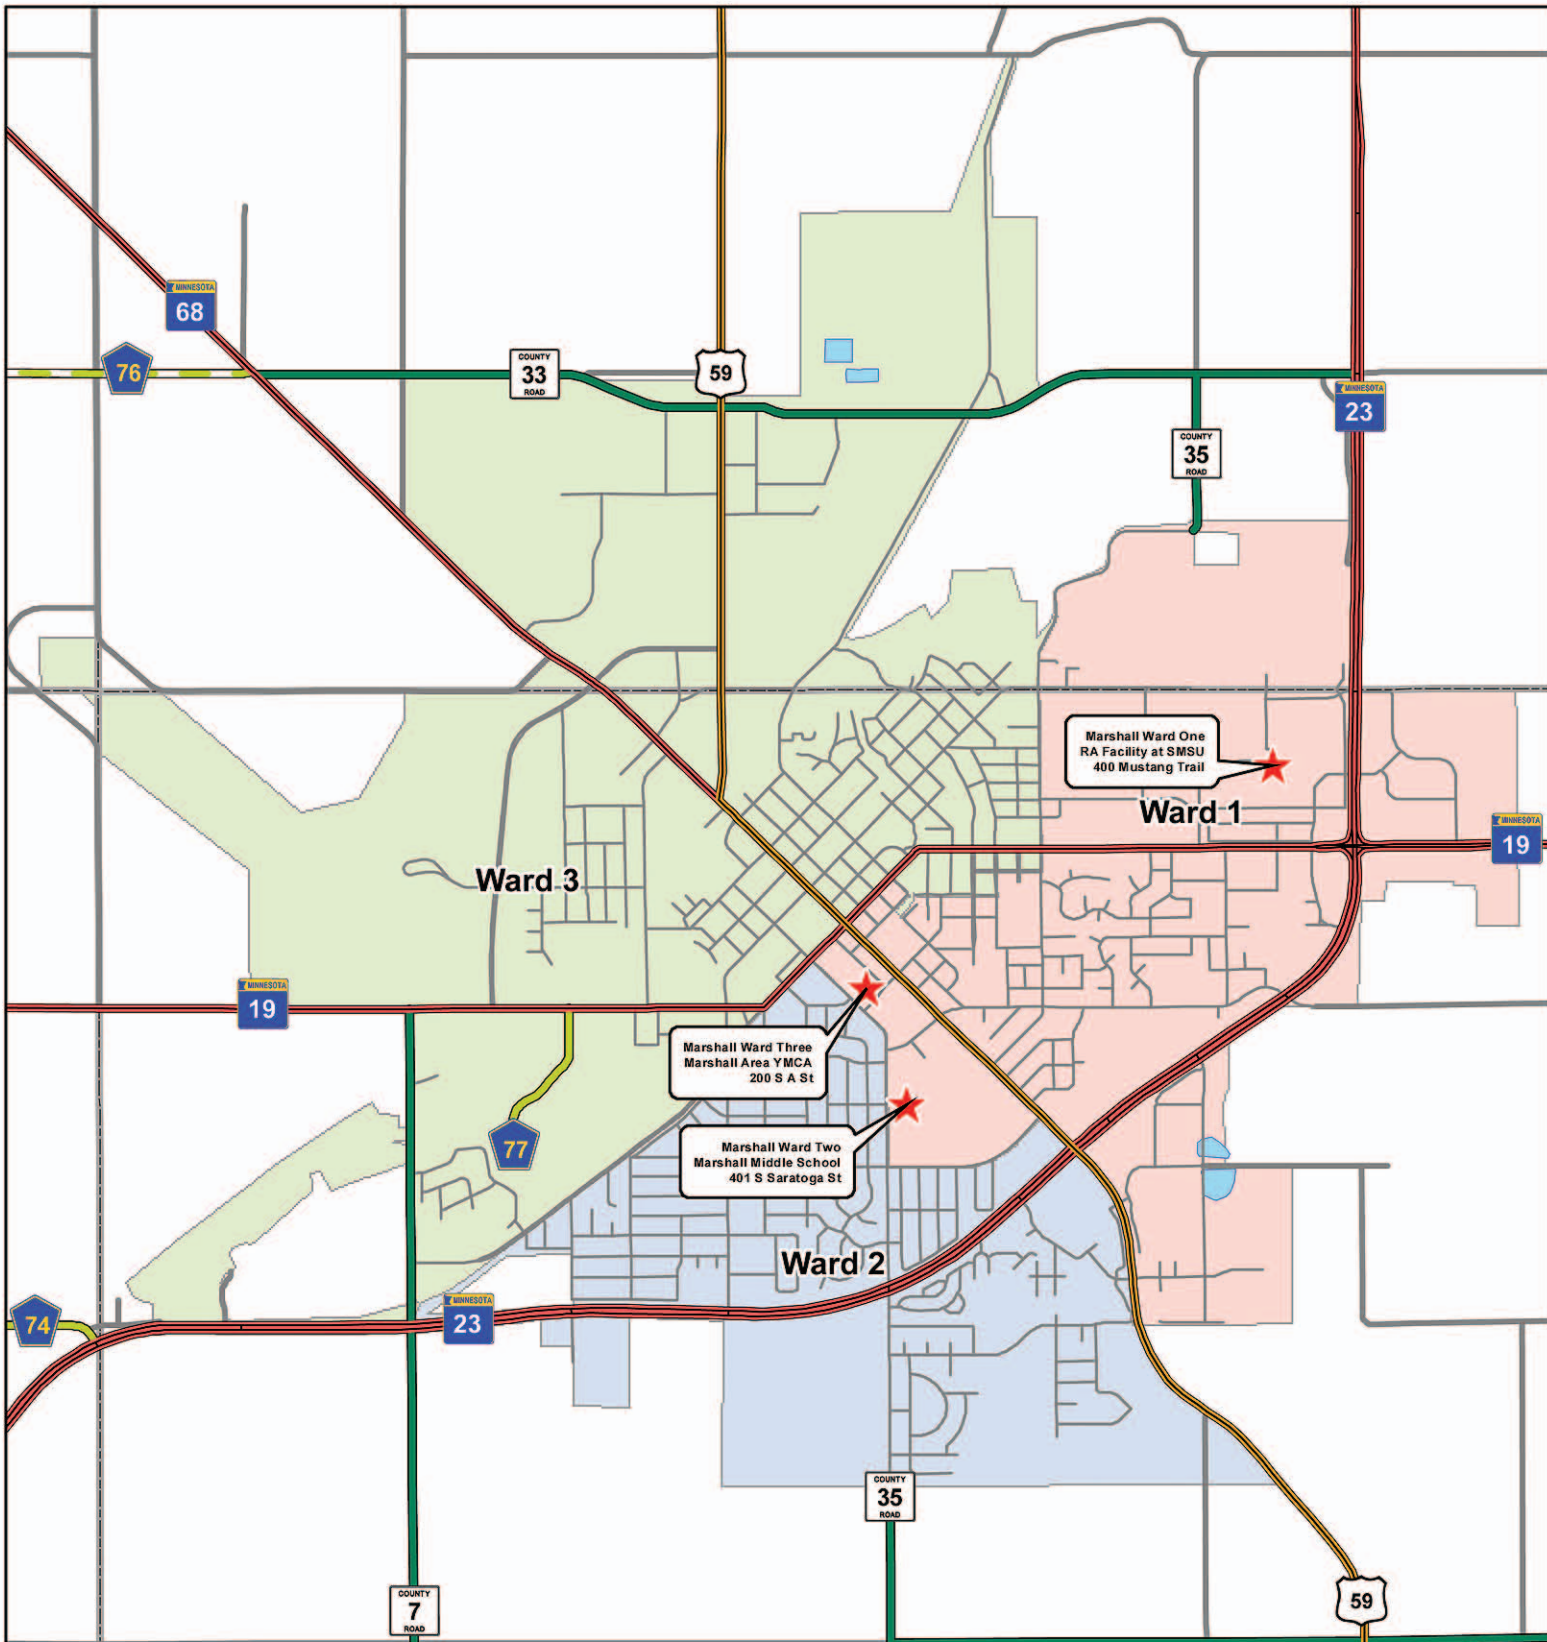 MINNESOTA
68
76
COUNTY
33
ROAD
59
MINNESOTA
23
COUNTY
35
ROAD
Marshall Ward One
RA Facility at SMSU
400 Mustang Trail
Ward 1
MINNESOTA
19
Ward 3
MINNESOTA
19
Marshall Ward Three
Marshall Area YMCA
200 S A St
77
Marshall Ward Two
Marshall Middle School
401 S Saratoga St
Ward 2
74
MINNESOTA
23
COUNTY
35
ROAD
COUNTY
7
ROAD
59